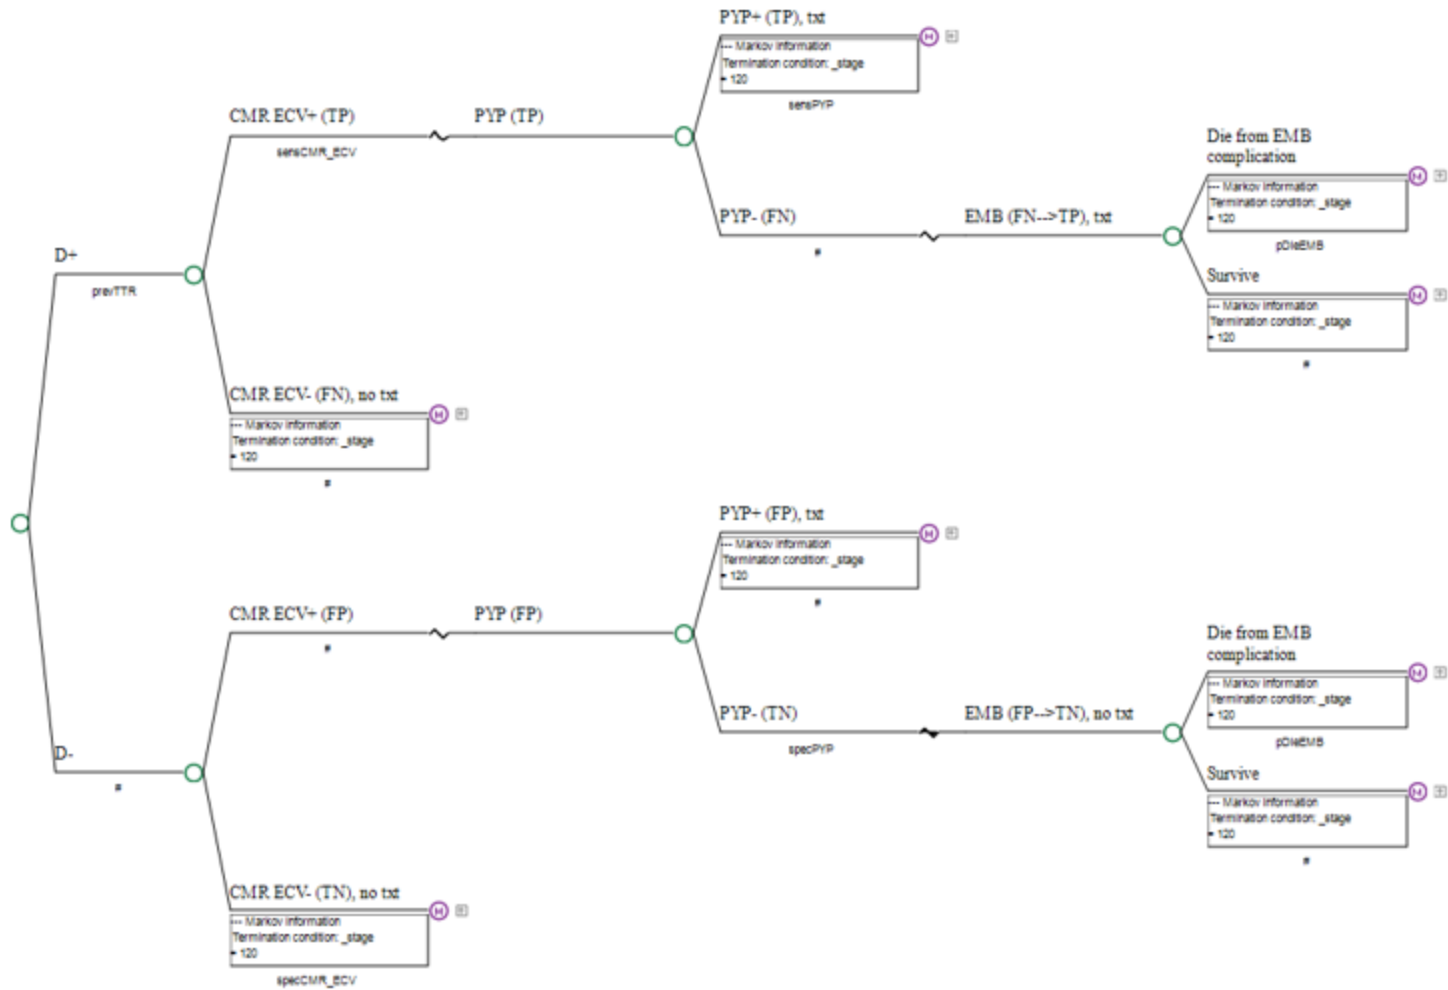 PYP+ (TP), txt
--- Markov Information
Termination condition: _stage
= 120
sensPYP
CMR ECV+ (TP)
sensCMR_ECV
PYP (TP)
Die from EMB
complication
--- Markov Information
Termination condition: _stage
= 120
pDieEMB
PYP- (FN)
#
EMB (FN-->TP), txt
D+
prevTTR
Survive
--- Markov Information
Termination condition: _stage
= 120
#
CMR ECV- (FN), no txt
--- Markov Information
Termination condition: _stage
= 120
#
PYP+ (FP), txt
--- Markov Information
Termination condition: _stage
= 120
#
CMR ECV+ (FP)
#
PYP (FP)
Die from EMB
complication
--- Markov Information
Termination condition: _stage
= 120
pDieEMB
PYP- (TN)
specPYP
EMB (FP-->TN), no txt
D-
#
Survive
--- Markov Information
Termination condition: _stage
= 120
#
CMR ECV- (TN), no txt
--- Markov Information
Termination condition: _stage
= 120
specCMR_ECV